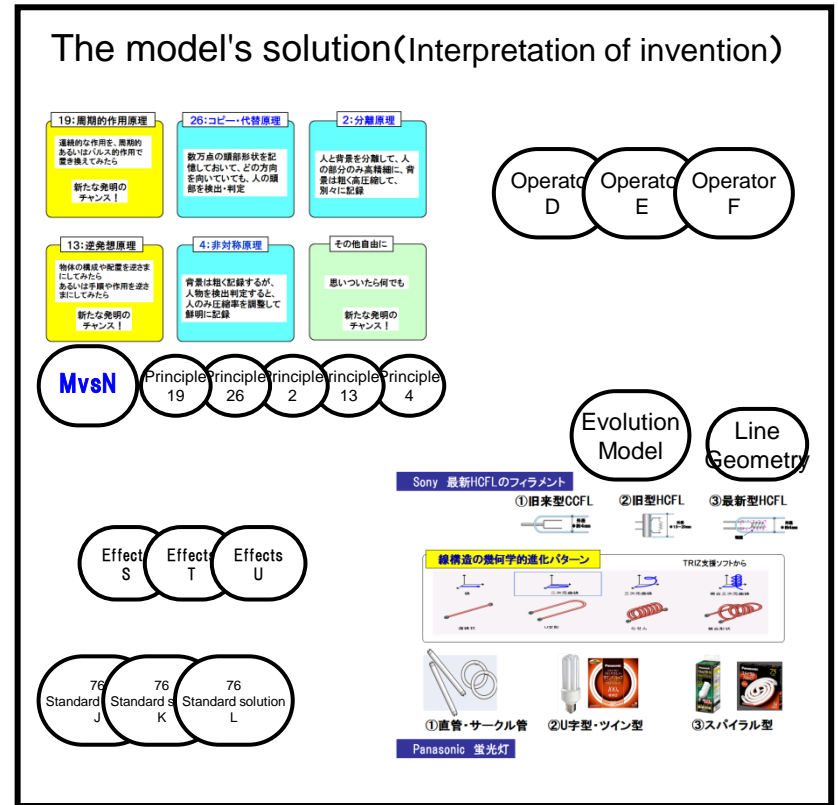 The model's solution(Interpretation of invention)
19:周期的作用原理
連続的な作用を、周期的
あるいはパルス的作用で
置き換えてみたら
新たな発明の
チャンス！
26:コピー・代替原理
数万点の頭部形状を記
憶しておいて、どの方向
を向いていても、人の頭
部を検出・判定
2:分離原理
人と背景を分離して、人
の部分のみ高精細に、背
景は粗く高圧縮して、
別々に記録
13:逆発想原理
物体の構成や配置を逆さま
にしてみたら
あるいは手順や作用を逆さ
まにしてみたら
新たな発明の
チャンス！
4:非対称原理
背景は粗く記録するが、
人物を検出判定すると、
人のみ圧縮率を調整して
鮮明に記録
その他自由に
思いついたら何でも
新たな発明の
チャンス！
Operato
D
Operato
E
Operator
F
MvsN
Principle
19
Principle
26
Principle
2
rinciple
13
Principle
4
Evolution
Model
Line
Geometry
Sony 最新HCFLのフィラメント
①旧来型CCFL
②旧型HCFL
③最新型HCFL
Effect
S
Effects
T
Effects
U
線構造の幾何学的進化パターン
TRIZ支援ソフトから
76
Standard
J
76
Standard s
K
76
Standard solution
L
①直管・サークル管
②U字型・ツイン型
③スパイラル型
Panasonic 蛍光灯